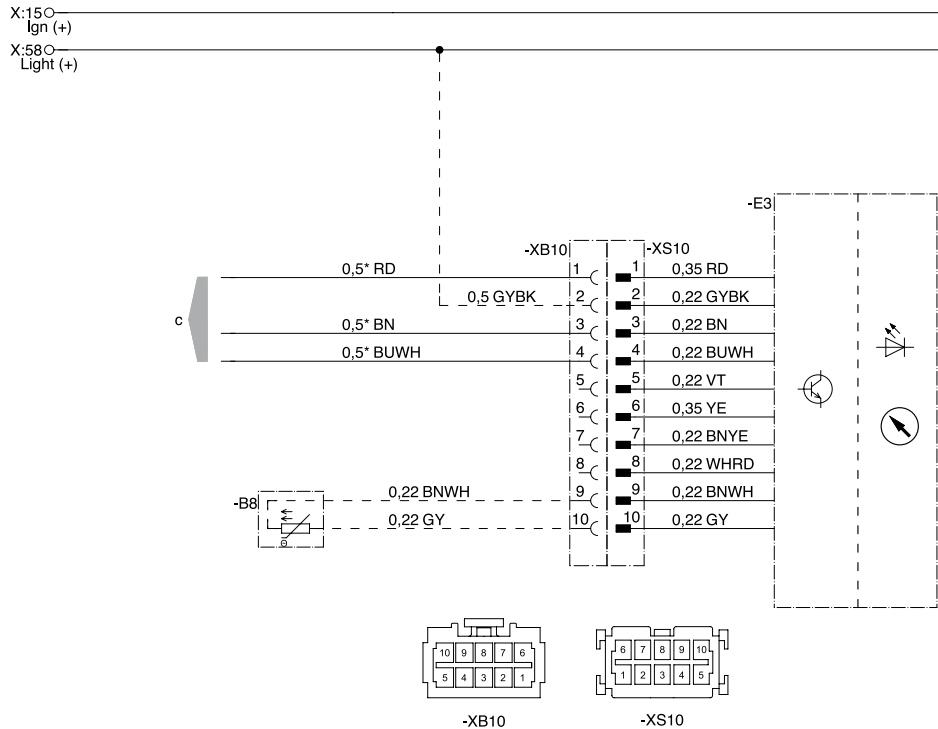 X:15
Ign (+)
X:58
Light (+)
-E3
-XB10 -XS10
0,5* RD 1 1 0,35 RD
0,5 GYBK 2 2 0,22 GYBK
c
0,5* BN 3 3 0,22 BN
0,5* BUWH 4 4 0,22 BUWH
5 5 0,22 VT
6 6 0,35 YE
7 7 0,22 BNYE
8 8 0,22 WHRD
-B8
0,22 BNWH 9 9 0,22 BNWH
0,22 GY 10 10 0,22 GY
Θ
10 9 8 7 6
5 4 3 2 1
-XB10
6 7 8 9 10
1 2 3 4 5
-XS10